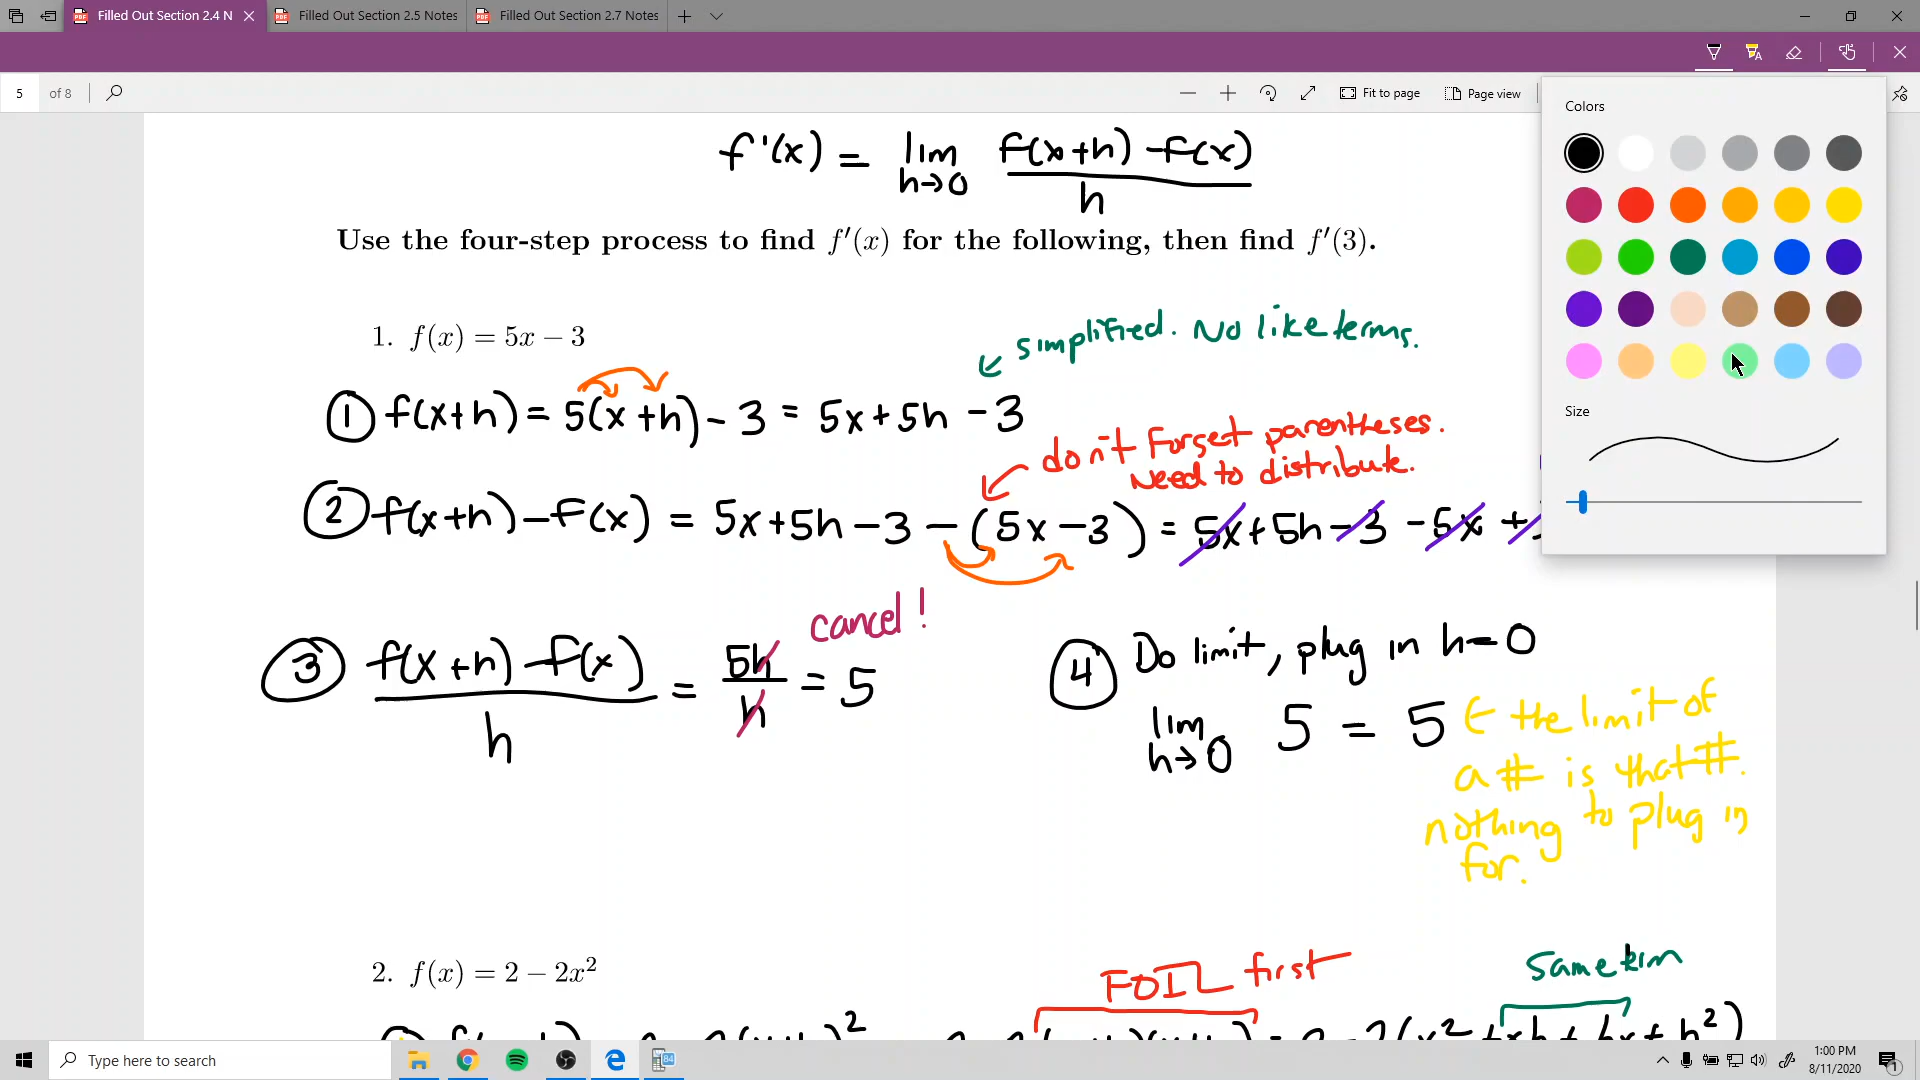 Filled Out Section 2.4 N
Filled Out Section 2.5 Notes
Filled Out Section 2.7 Notes
5 of 8
Fit to page
Page view
Colors
Size
f'(x) = lim h→0 f(x+h) - f(x) / h
Use the four-step process to find f′(x) for the following, then find f′(3).
1. f(x) = 5x − 3
simplified. No like terms.
① f(x+h) = 5(x+h) - 3 = 5x+5h -3
don't forget parentheses.
Need to distribute.
② f(x+h) - f(x) = 5x+5h-3 - (5x-3) = 5x+5h-3 -5x +
cancel!
③ f(x+h) - f(x) / h = 5h / h = 5
④ Do limit, plug in h=0
lim h→0 5 = 5 ← the limit of
a # is that #.
nothing to plug in
for.
2. f(x) = 2 − 2x²
FOIL first
same term
Type here to search
84
1:00 PM
8/11/2020
1